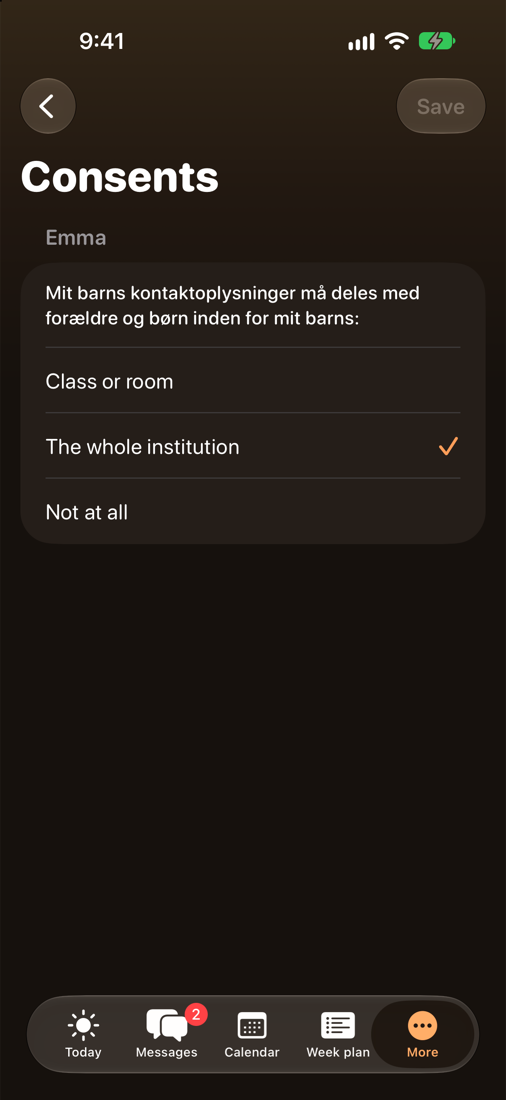 9:41
Save
Consents
Emma
Mit barns kontaktoplysninger må deles med
forældre og børn inden for mit barns:
Class or room
The whole institution
Not at all
2
Today
Messages
Calendar
Week plan
More